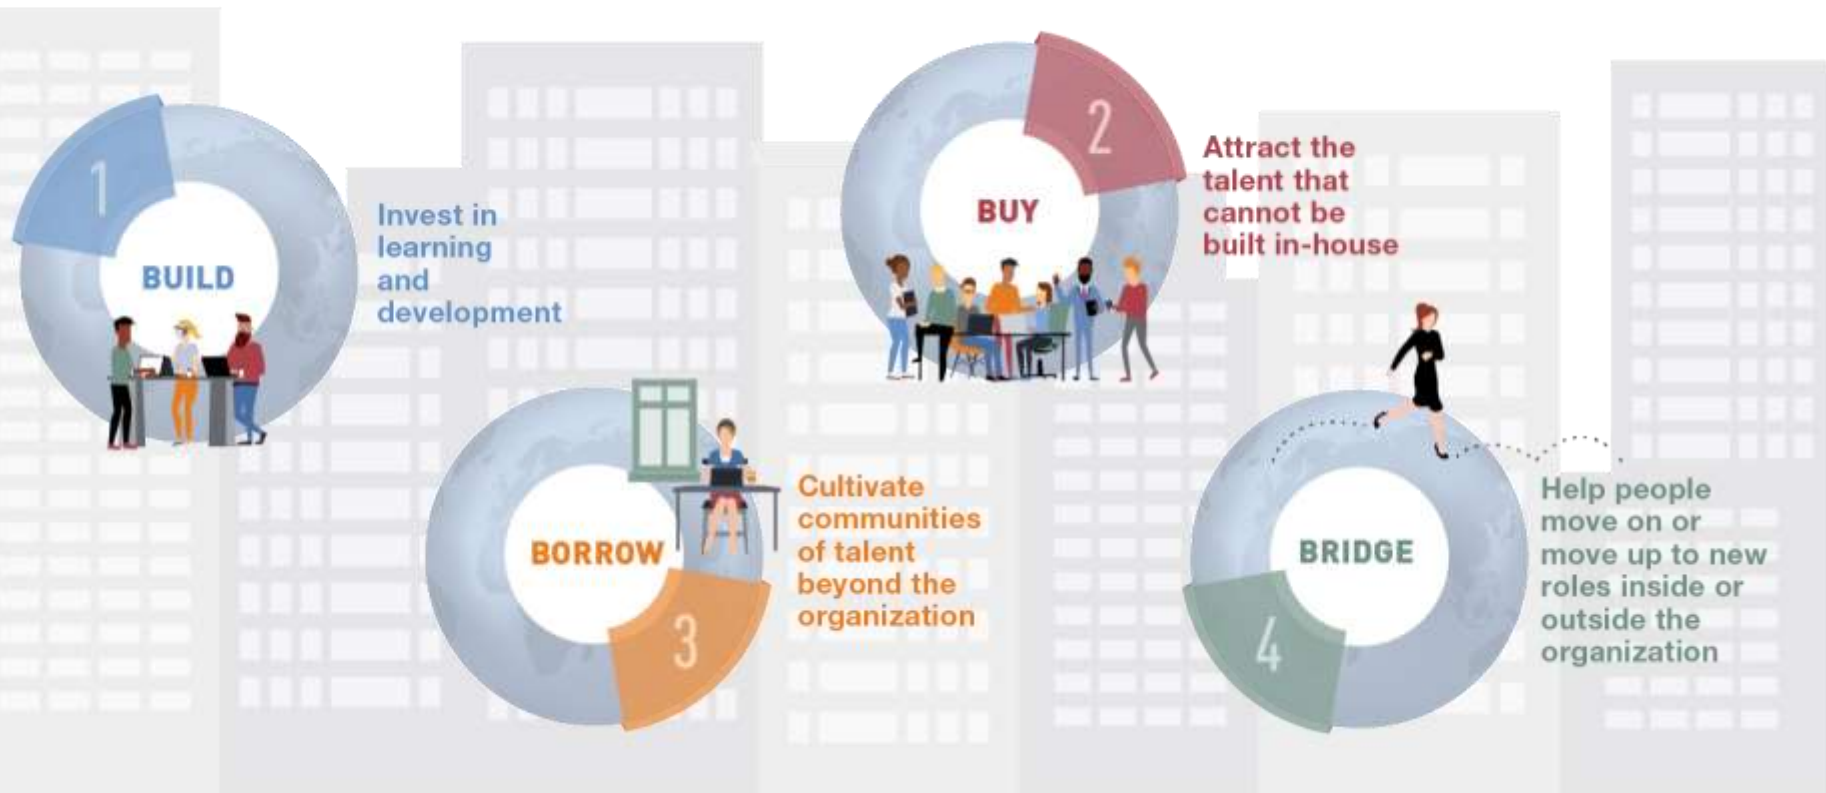 1
BUILD
Invest in
learning
and
development
2
BUY
Attract the
talent that
cannot be
built in-house
BORROW
3
Cultivate
communities
of talent
beyond the
organization
BRIDGE
4
Help people
move on or
move up to new
roles inside or
outside the
organization